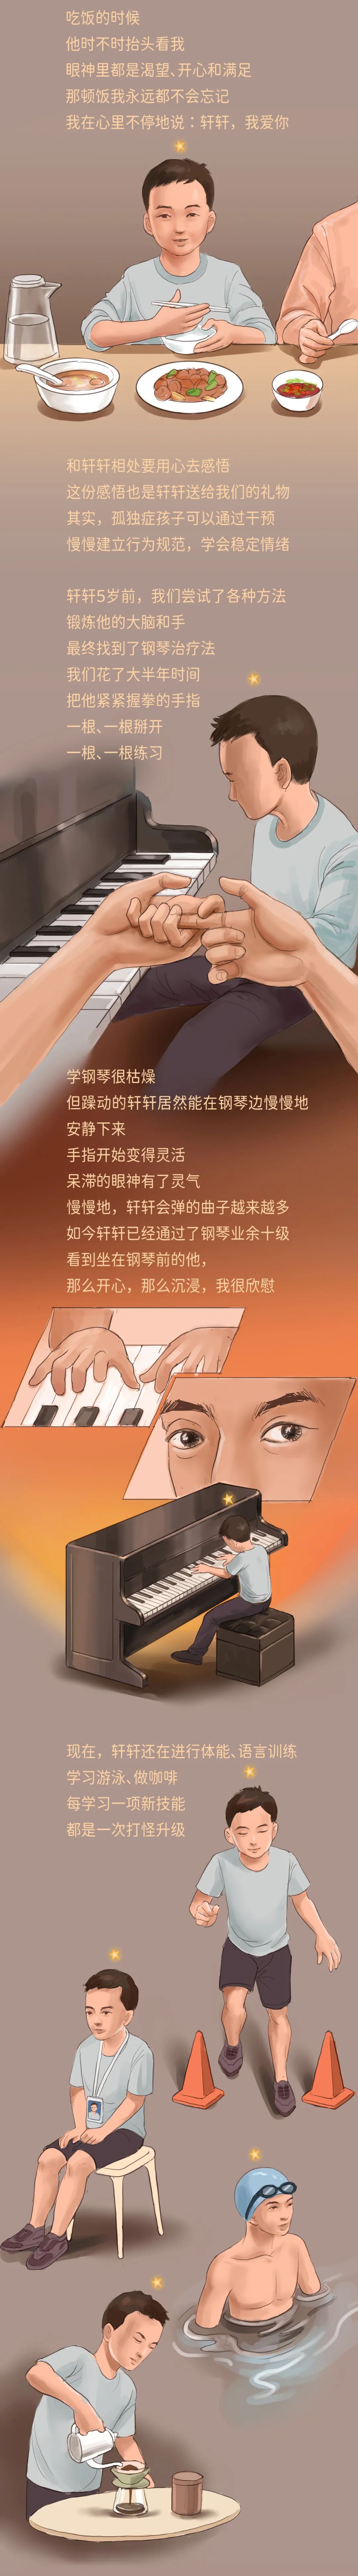 吃饭的时候
他时不时抬头看我
眼神里都是渴望、开心和满足
那顿饭我永远都不会忘记
我在心里不停地说：轩轩，我爱你
和轩轩相处要用心去感悟
这份感悟也是轩轩送给我们的礼物
其实，孤独症孩子可以通过干预
慢慢建立行为规范，学会稳定情绪
轩轩5岁前，我们尝试了各种方法
锻炼他的大脑和手
最终找到了钢琴治疗法
我们花了大半年时间
把他紧紧握拳的手指
一根、一根掰开
一根、一根练习
学钢琴很枯燥
但躁动的轩轩居然能在钢琴边慢慢地
安静下来
手指开始变得灵活
呆滞的眼神有了灵气
慢慢地，轩轩会弹的曲子越来越多
如今轩轩已经通过了钢琴业余十级
看到坐在钢琴前的他，
那么开心，那么沉浸，我很欣慰
现在，轩轩还在进行体能、语言训练
学习游泳、做咖啡
每学习一项新技能
都是一次打怪升级